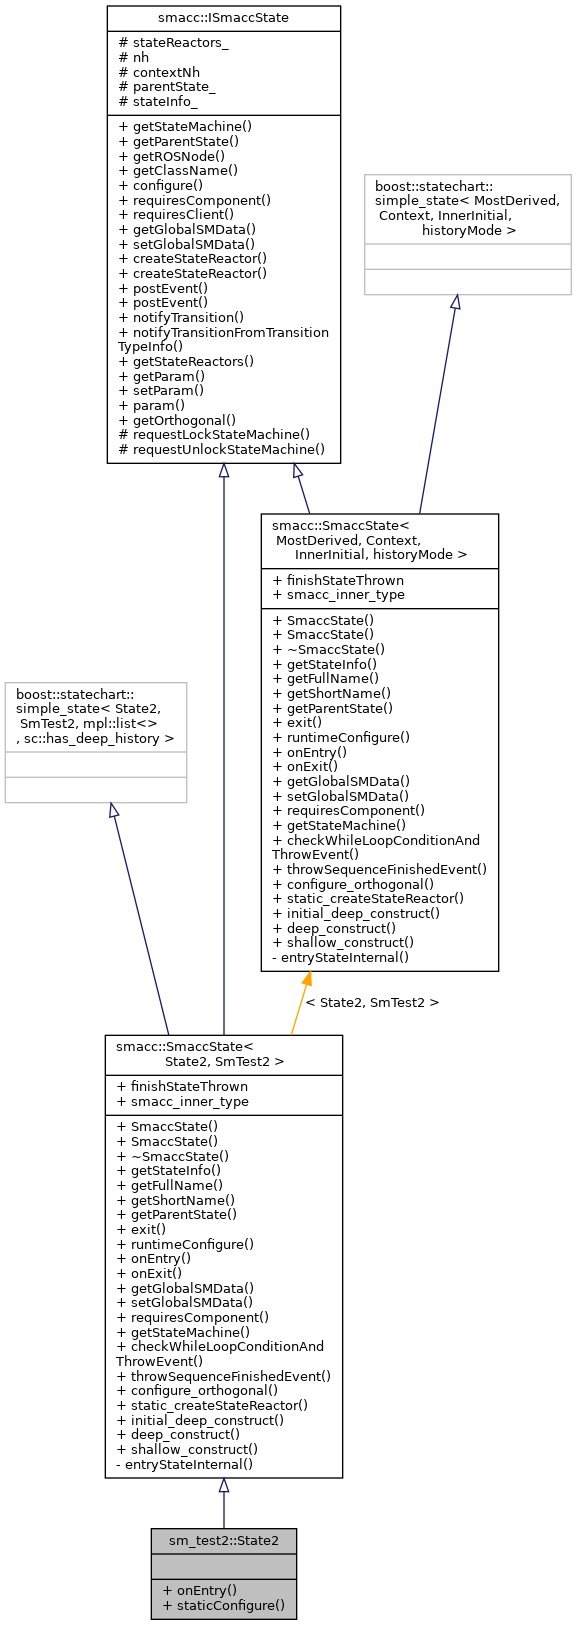 smacc::ISmaccState
# stateReactors_
# nh
# contextNh
# parentState_
# stateInfo_
+ getStateMachine()
+ getParentState()
+ getROSNode()
+ getClassName()
+ configure()
+ requiresComponent()
+ requiresClient()
+ getGlobalSMData()
+ setGlobalSMData()
+ createStateReactor()
+ createStateReactor()
+ postEvent()
+ postEvent()
+ notifyTransition()
+ notifyTransitionFromTransition
TypeInfo()
+ getStateReactors()
+ getParam()
+ setParam()
+ param()
+ getOrthogonal()
# requestLockStateMachine()
# requestUnlockStateMachine()
boost::statechart::
simple_state< MostDerived,
Context, InnerInitial,
historyMode >
smacc::SmaccState<
MostDerived, Context,
InnerInitial, historyMode >
+ finishStateThrown
+ smacc_inner_type
+ SmaccState()
+ SmaccState()
+ ~SmaccState()
+ getStateInfo()
+ getFullName()
+ getShortName()
+ getParentState()
+ exit()
+ runtimeConfigure()
+ onEntry()
+ onExit()
+ getGlobalSMData()
+ setGlobalSMData()
+ requiresComponent()
+ getStateMachine()
+ checkWhileLoopConditionAnd
ThrowEvent()
+ throwSequenceFinishedEvent()
+ configure_orthogonal()
+ static_createStateReactor()
+ initial_deep_construct()
+ deep_construct()
+ shallow_construct()
- entryStateInternal()
boost::statechart::
simple_state< State2,
SmTest2, mpl::list<>
, sc::has_deep_history >
< State2, SmTest2 >
smacc::SmaccState<
State2, SmTest2 >
+ finishStateThrown
+ smacc_inner_type
+ SmaccState()
+ SmaccState()
+ ~SmaccState()
+ getStateInfo()
+ getFullName()
+ getShortName()
+ getParentState()
+ exit()
+ runtimeConfigure()
+ onEntry()
+ onExit()
+ getGlobalSMData()
+ setGlobalSMData()
+ requiresComponent()
+ getStateMachine()
+ checkWhileLoopConditionAnd
ThrowEvent()
+ throwSequenceFinishedEvent()
+ configure_orthogonal()
+ static_createStateReactor()
+ initial_deep_construct()
+ deep_construct()
+ shallow_construct()
- entryStateInternal()
sm_test2::State2
+ onEntry()
+ staticConfigure()